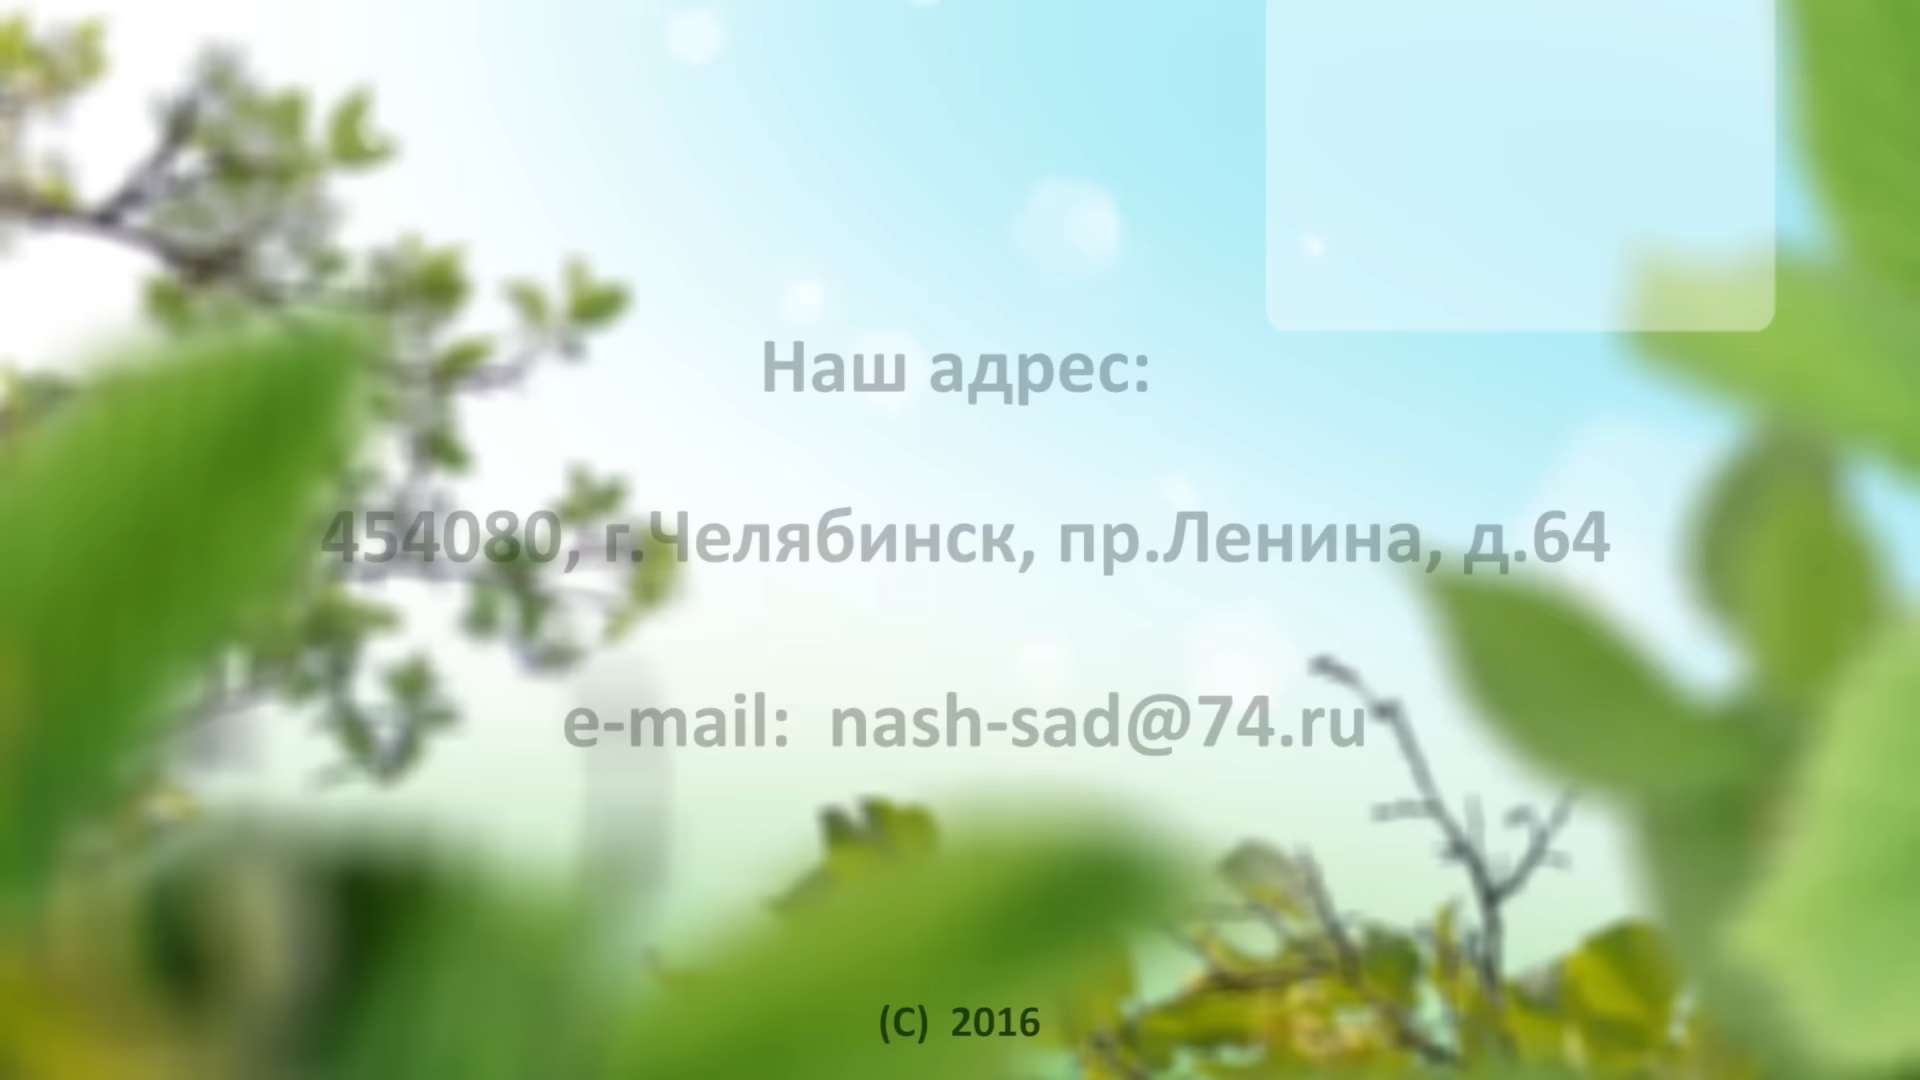 Наш адрес:
454080, г.Челябинск, пр.Ленина, д.64
e-mail: nash-sad@74.ru
(C) 2016